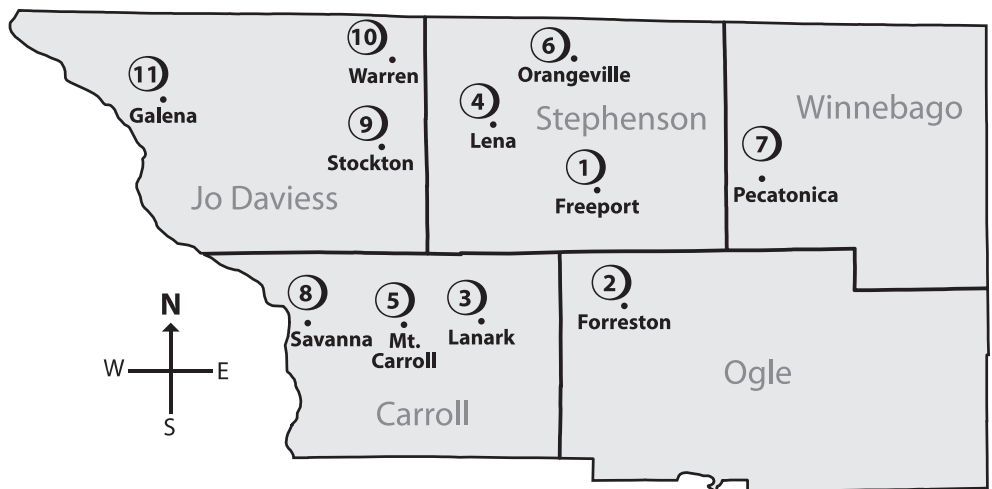 10
Warren
11
Galena
9
Stockton
Jo Daviess
6
Orangeville
4
Lena
Stephenson
1
Freeport
Winnebago
7
Pecatonica
8
Savanna
5
Mt.
Carroll
3
Lanark
Carroll
2
Forreston
Ogle
N
W
E
S